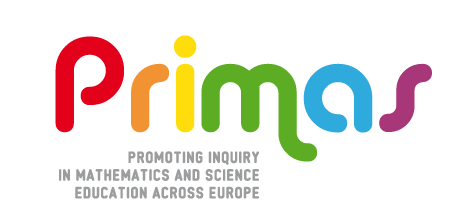 Primas
PROMOTING INQUIRY
IN MATHEMATICS AND SCIENCE
EDUCATION ACROSS EUROPE